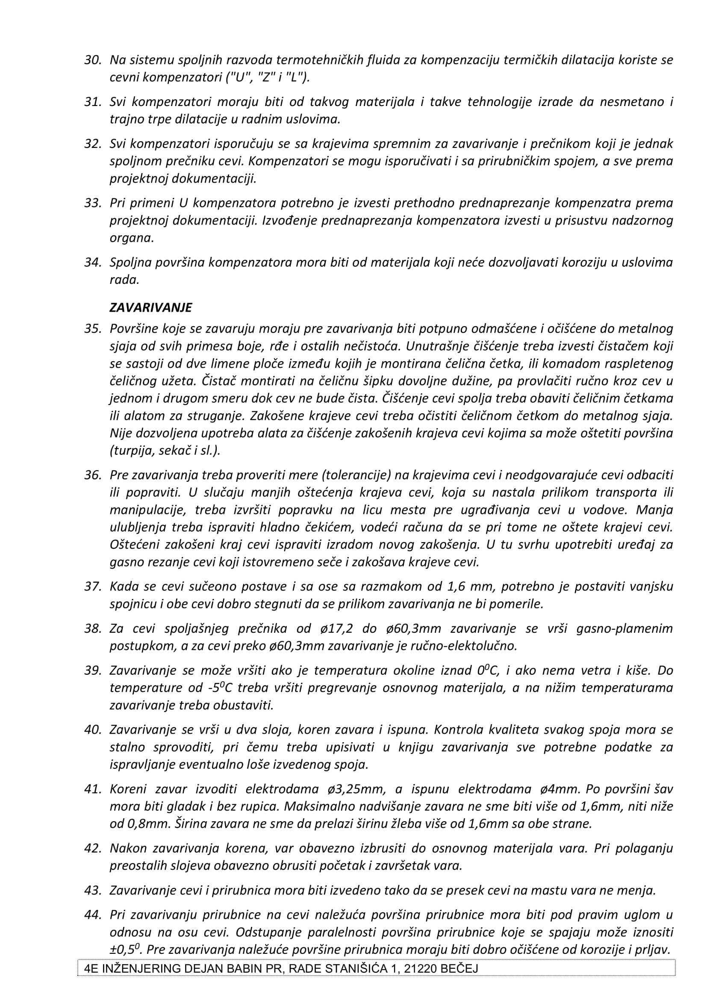 30. Na sistemu spoljnih razvoda termotehničkih fluida za kompenzaciju termičkih dilatacija koriste se
cevni kompenzatori ("U", "Z" i "L").
31. Svi kompenzatori moraju biti od takvog materijala i takve tehnologije izrade da nesmetano i
trajno trpe dilatacije u radnim uslovima.
32. Svi kompenzatori isporučuju se sa krajevima spremnim za zavarivanje i prečnikom koji je jednak
spoljnom prečniku cevi. Kompenzatori se mogu isporučivati i sa prirubničkim spojem, a sve prema
projektnoj dokumentaciji.
33. Pri primeni U kompenzatora potrebno je izvesti prethodno prednaprezanje kompenzatra prema
projektnoj dokumentaciji. Izvođenje prednaprezanja kompenzatora izvesti u prisustvu nadzornog
organa.
34. Spoljna površina kompenzatora mora biti od materijala koji neće dozvoljavati koroziju u uslovima
rada.
ZAVARIVANJE
35. Površine koje se zavaruju moraju pre zavarivanja biti potpuno odmašćene i očišćene do metalnog
sjaja od svih primesa boje, rđe i ostalih nečistoća. Unutrašnje čišćenje treba izvesti čistačem koji
se sastoji od dve limene ploče između kojih je montirana čelična četka, ili komadom raspletenog
čeličnog užeta. Čistač montirati na čeličnu šipku dovoljne dužine, pa provlačiti ručno kroz cev u
jednom i drugom smeru dok cev ne bude čista. Čišćenje cevi spolja treba obaviti čeličnim četkama
ili alatom za struganje. Zakošene krajeve cevi treba očistiti čeličnom četkom do metalnog sjaja.
Nije dozvoljena upotreba alata za čišćenje zakošenih krajeva cevi kojima sa može oštetiti površina
(turpija, sekač i sl.).
36. Pre zavarivanja treba proveriti mere (tolerancije) na krajevima cevi i neodgovarajuće cevi odbaciti
ili popraviti. U slučaju manjih oštećenja krajeva cevi, koja su nastala prilikom transporta ili
manipulacije, treba izvršiti popravku na licu mesta pre ugrađivanja cevi u vodove. Manja
ulubljenja treba ispraviti hladno čekićem, vodeći računa da se pri tome ne oštete krajevi cevi.
Oštećeni zakošeni kraj cevi ispraviti izradom novog zakošenja. U tu svrhu upotrebiti uređaj za
gasno rezanje cevi koji istovremeno seče i zakošava krajeve cevi.
37. Kada se cevi sučeono postave i sa ose sa razmakom od 1,6 mm, potrebno je postaviti vanjsku
spojnicu i obe cevi dobro stegnuti da se prilikom zavarivanja ne bi pomerile.
38. Za cevi spoljašnjeg prečnika od ø17,2 do ø60,3mm zavarivanje se vrši gasno-plamenim
postupkom, a za cevi preko ø60,3mm zavarivanje je ručno-elektolučno.
39. Zavarivanje se može vršiti ako je temperatura okoline iznad 0⁰C, i ako nema vetra i kiše. Do
temperature od -5⁰C treba vršiti pregrevanje osnovnog materijala, a na nižim temperaturama
zavarivanje treba obustaviti.
40. Zavarivanje se vrši u dva sloja, koren zavara i ispuna. Kontrola kvaliteta svakog spoja mora se
stalno sprovoditi, pri čemu treba upisivati u knjigu zavarivanja sve potrebne podatke za
ispravljanje eventualno loše izvedenog spoja.
41. Koreni zavar izvoditi elektrodama ø3,25mm, a ispunu elektrodama ø4mm. Po površini šav
mora biti gladak i bez rupica. Maksimalno nadvišanje zavara ne sme biti više od 1,6mm, niti niže
od 0,8mm. Širina zavara ne sme da prelazi širinu žleba više od 1,6mm sa obe strane.
42. Nakon zavarivanja korena, var obavezno izbrusiti do osnovnog materijala vara. Pri polaganju
preostalih slojeva obavezno obrusiti početak i završetak vara.
43. Zavarivanje cevi i prirubnica mora biti izvedeno tako da se presek cevi na mastu vara ne menja.
44. Pri zavarivanju prirubnice na cevi naležuća površina prirubnice mora biti pod pravim uglom u
odnosu na osu cevi. Odstupanje paralelnosti površina prirubnice koje se spajaju može iznositi
±0,5⁰. Pre zavarivanja naležuće površine prirubnica moraju biti dobro očišćene od korozije i prljav.
4E INŽENJERING DEJAN BABIN PR, RADE STANIŠIĆA 1, 21220 BEČEJ